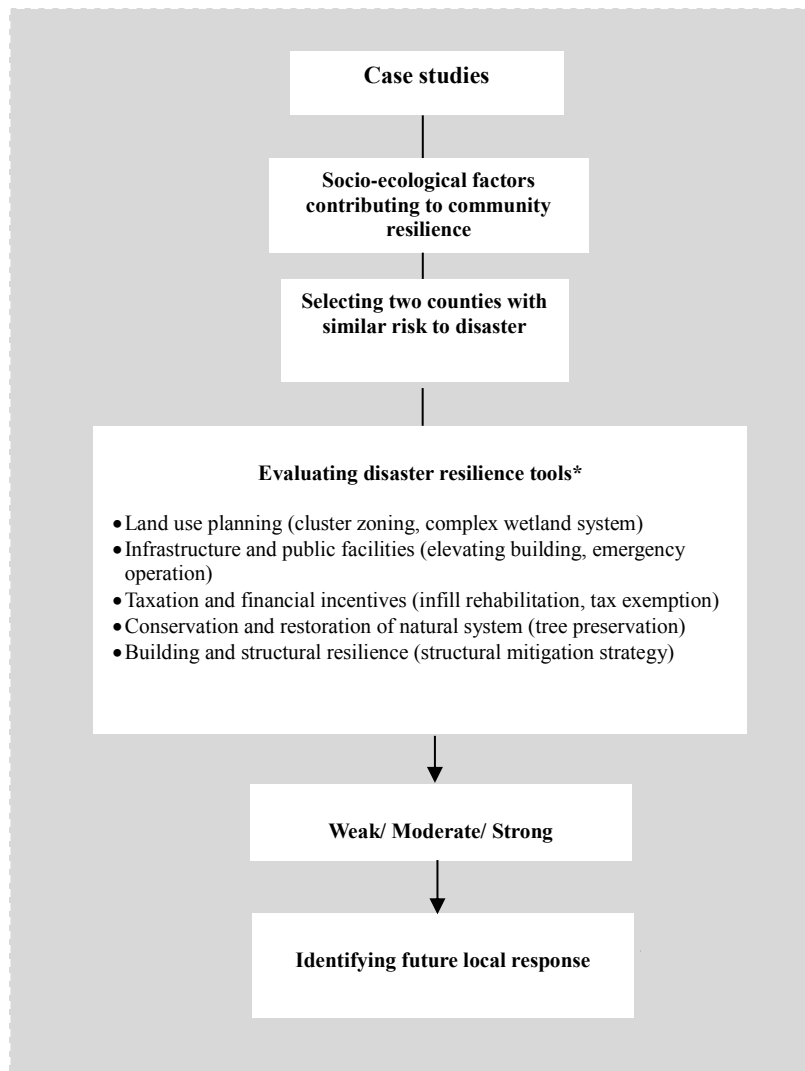 Case studies
Socio-ecological factors
contributing to community
resilience
Selecting two counties with
similar risk to disaster
Evaluating disaster resilience tools*
•Land use planning (cluster zoning, complex wetland system)
•Infrastructure and public facilities (elevating building, emergency
operation)
•Taxation and financial incentives (infill rehabilitation, tax exemption)
•Conservation and restoration of natural system (tree preservation)
•Building and structural resilience (structural mitigation strategy)
Weak/ Moderate/ Strong
Identifying future local response